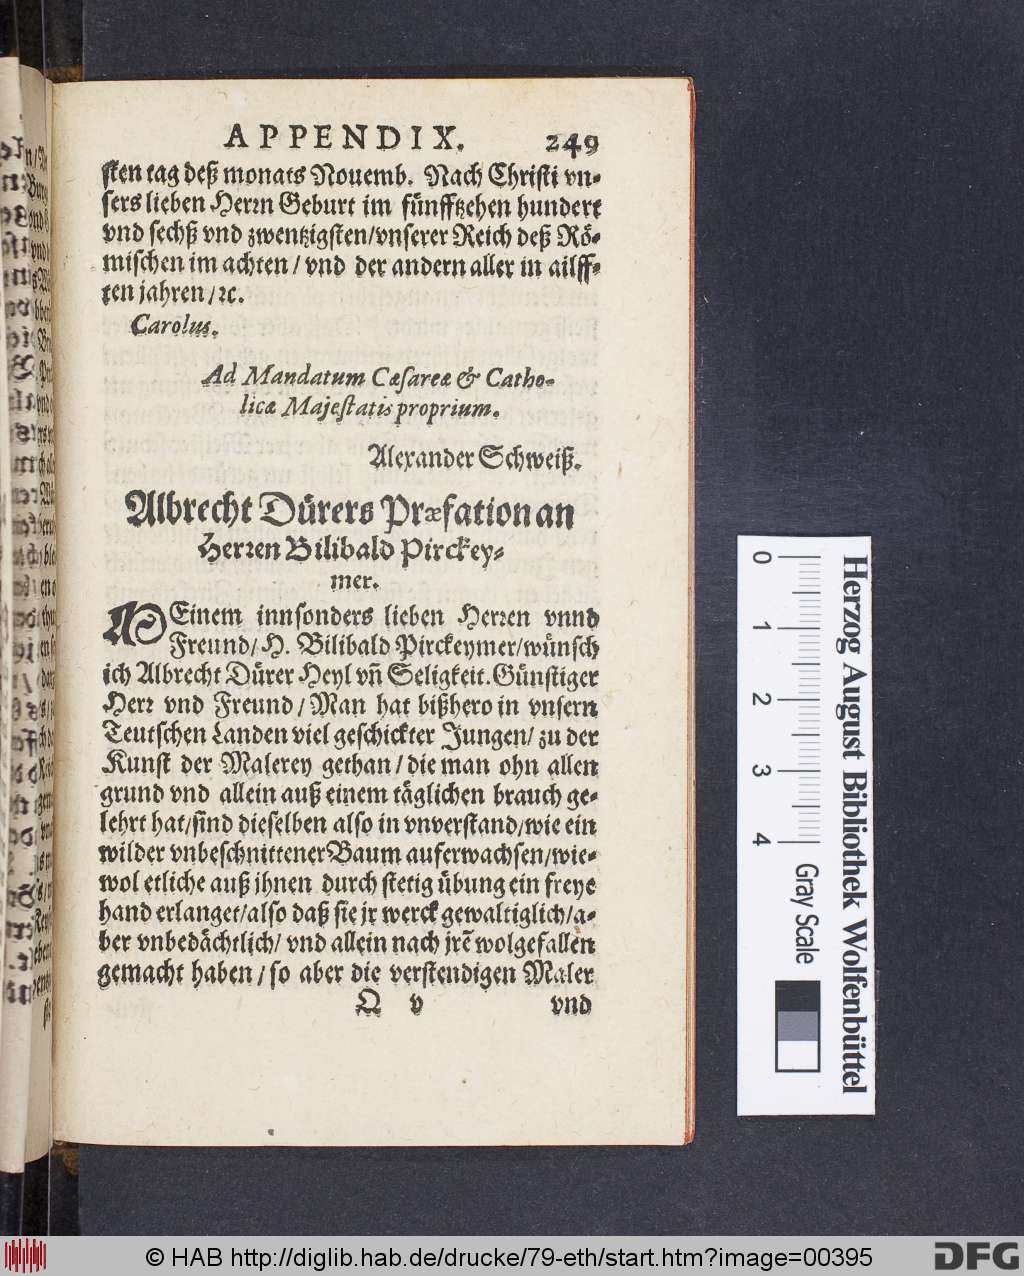 APPENDIX. 249
sten tag deß monats Nouemb. Nach Christi vn-
sers lieben Herrn Geburt im fünfftzehen hundert
vnd sechß vnd zwentzigsten/vnserer Reich deß Rö-
mischen im achten / vnd der andern aller in ailff-
ten jahren /ꝛc.
Carolus.
Ad Mandatum Cæsareæ & Catho-
licæ Majestatis proprium.
Alexander Schweiß.
Albrecht Dürers Præfation an
Herren Bilibald Pirckey-
mer.
MEinem innsonders lieben Herren vnnd
Freund/ H. Bilibald Pirckeymer/wünsch
ich Albrecht Dürer Heyl vñ Seligkeit. Günstiger
Herr vnd Freund / Man hat bißhero in vnsern
Teutschen Landen viel geschickter Jungen/ zu der
Kunst der Malerey gethan / die man ohn allen
grund vnd allein auß einem täglichen brauch ge-
lehrt hat/sind dieselben also in vnverstand/wie ein
wilder vnbeschnittener Baum auferwachsen/wie-
wol etliche auß jhnen durch stetig übung ein freye
hand erlanget/also daß sie jr werck gewaltiglich/a-
ber vnbedächtlich/ vnd allein nach jrẽ wolgefallen
gemacht haben / so aber die verstendigen Maler
Q v vnd
Herzog August Bibliothek Wolfenbüttel
0 1 2 3 4 Gray Scale
© HAB http://diglib.hab.de/drucke/79-eth/start.htm?image=00395
DFG